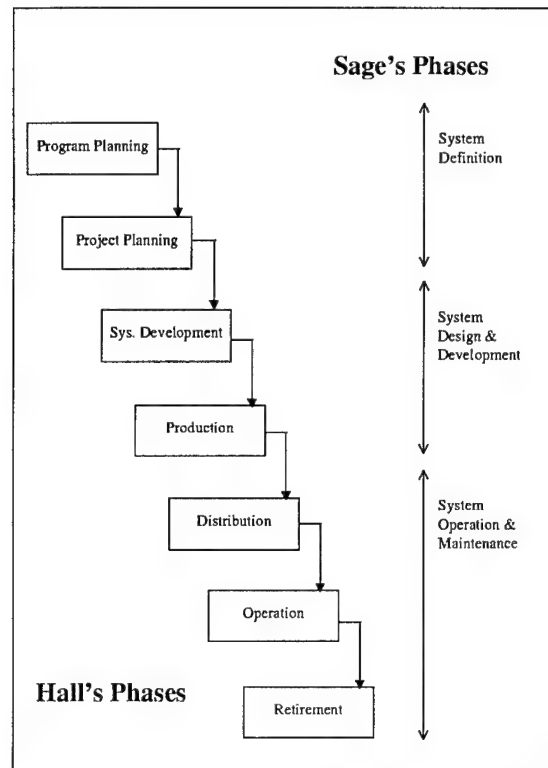 Sage's Phases
Program Planning
System
Definition
Project Planning
Sys. Development
System
Design &
Development
Production
Distribution
System
Operation &
Maintenance
Operation
Hall's Phases
Retirement